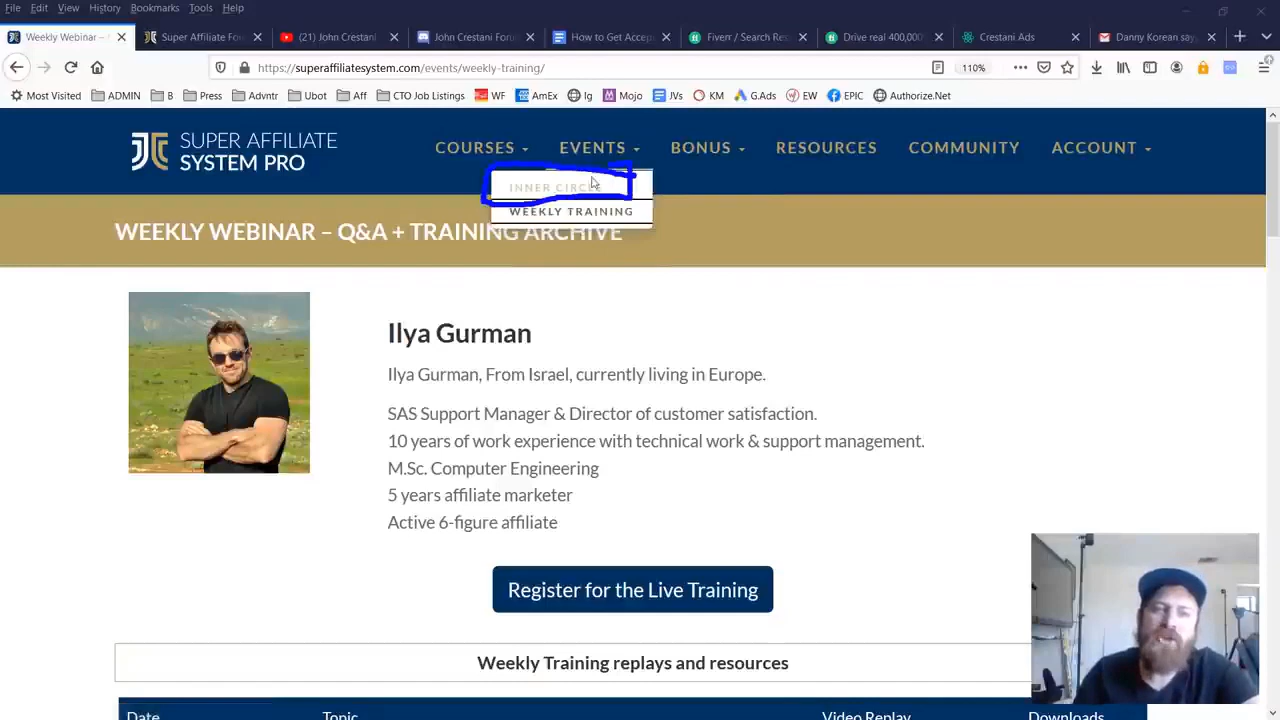 File Edit View History Bookmarks Tools Help
Weekly Webinar –
Super Affiliate Fo
(21) John Crestani
John Crestani Foru
How to Get Accep
Fiverr / Search Res
Drive real 400,000
Crestani Ads
Danny Korean say
https://superaffiliatesystem.com/events/weekly-training/
110%
Most Visited ADMIN B Press Advntr Ubot Aff CTO Job Listings WF AmEx Ig Mojo JVs KM G.Ads EW EPIC Authorize.Net
SUPER AFFILIATE
SYSTEM PRO
COURSES EVENTS BONUS RESOURCES COMMUNITY ACCOUNT
INNER CIRCLE
WEEKLY TRAINING
WEEKLY WEBINAR – Q&A + TRAINING ARCHIVE
Ilya Gurman
Ilya Gurman, From Israel, currently living in Europe.
SAS Support Manager & Director of customer satisfaction.
10 years of work experience with technical work & support management.
M.Sc. Computer Engineering
5 years affiliate marketer
Active 6-figure affiliate
Register for the Live Training
Weekly Training replays and resources
Date Topic Video Replay Downloads